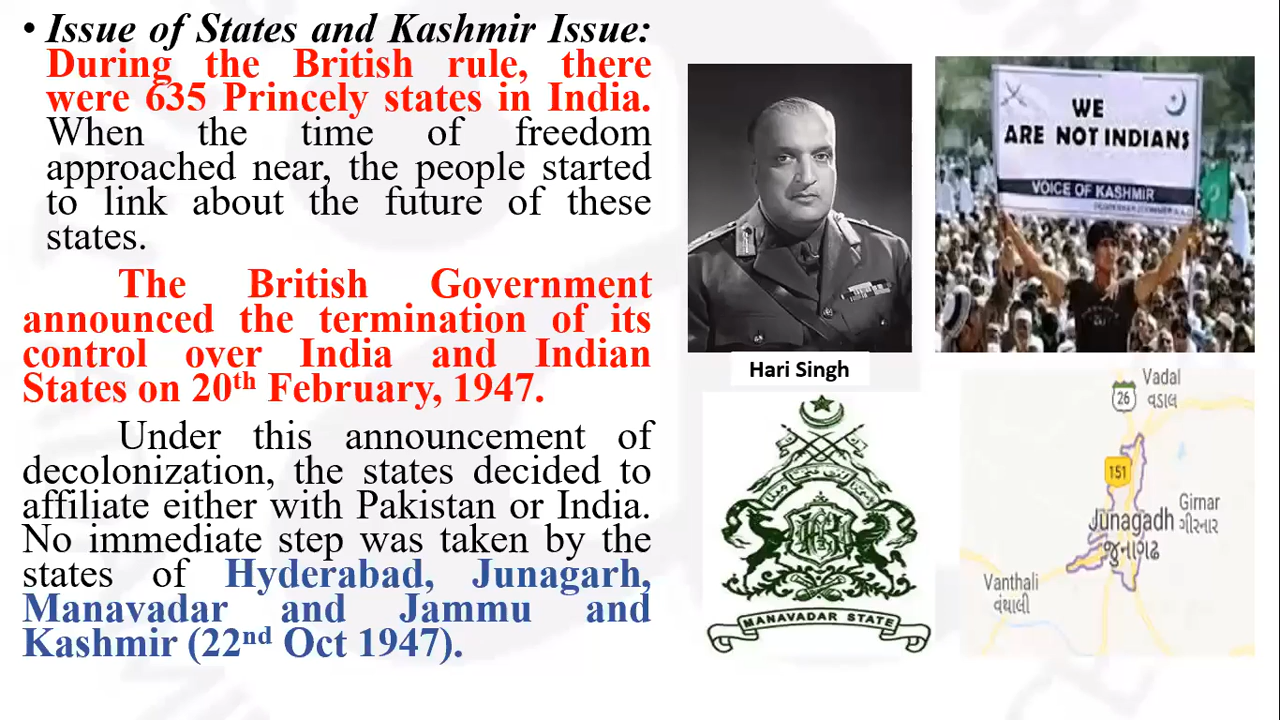 • Issue of States and Kashmir Issue:
During the British rule, there
were 635 Princely states in India.
When the time of freedom
approached near, the people started
to link about the future of these
states.
The British Government
announced the termination of its
control over India and Indian
States on 20th February, 1947.
Under this announcement of
decolonization, the states decided to
affiliate either with Pakistan or India.
No immediate step was taken by the
states of Hyderabad, Junagarh,
Manavadar and Jammu and
Kashmir (22nd Oct 1947).
Hari Singh
WE
ARE NOT INDIANS
VOICE OF KASHMIR
MANAVADAR STATE
Vadal
વડાલ
26
151
Girnar
ગીરનાર
Junagadh
જુનાગઢ
Vanthali
વંથાલી